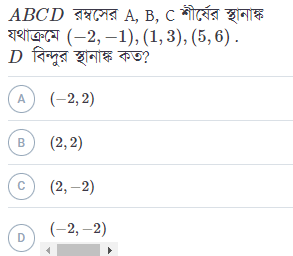 ABCD রম্বসের A, B, C শীর্ষের স্থানাঙ্ক
যথাক্রমে (−2, −1), (1, 3), (5, 6) .
D বিন্দুর স্থানাঙ্ক কত?
A (−2, 2)
B (2, 2)
C (2, −2)
D (−2, −2)